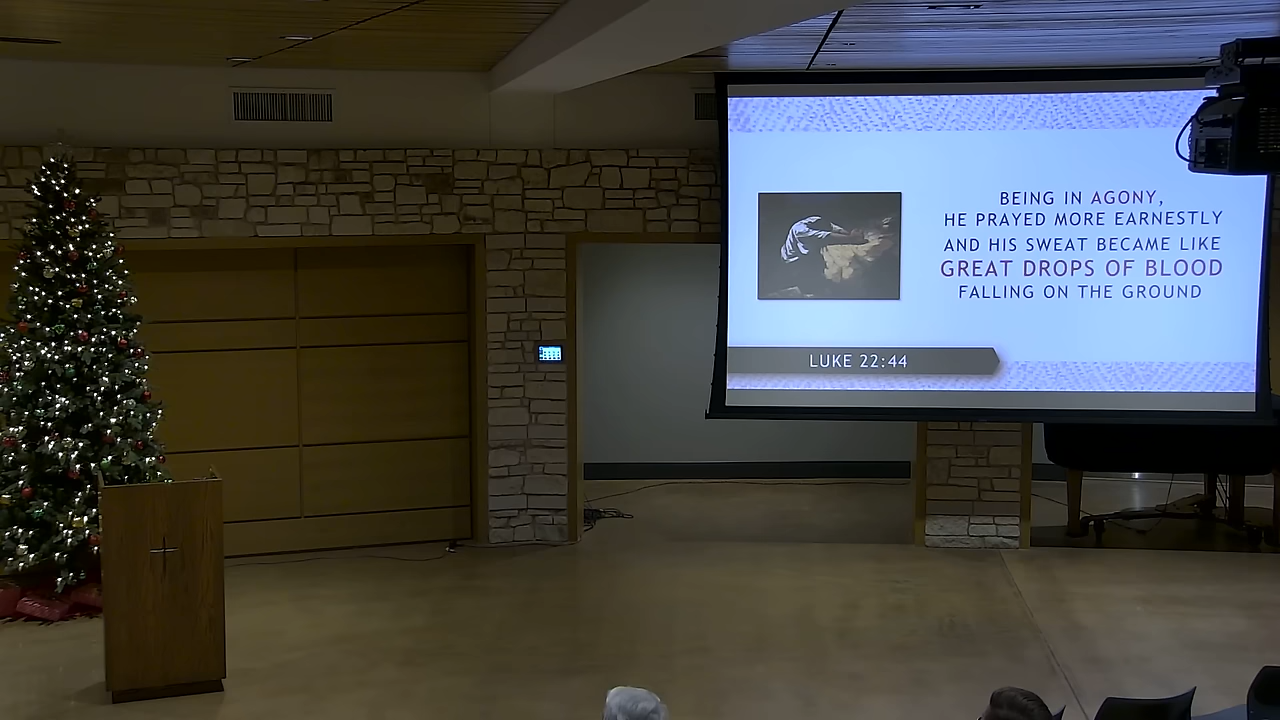 BEING IN AGONY,
HE PRAYED MORE EARNESTLY
AND HIS SWEAT BECAME LIKE
GREAT DROPS OF BLOOD
FALLING ON THE GROUND
LUKE 22:44